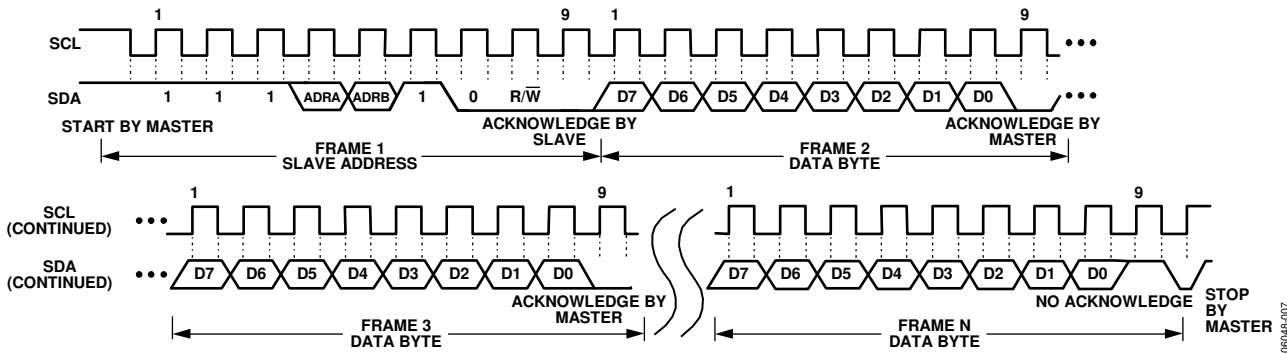 1 9 1 9
SCL
SDA 1 1 1 ADRA ADRB 1 0 R/W̅ D7 D6 D5 D4 D3 D2 D1 D0
START BY MASTER
ACKNOWLEDGE BY
SLAVE
ACKNOWLEDGE BY
MASTER
FRAME 1
SLAVE ADDRESS
FRAME 2
DATA BYTE
1 9 1 9
SCL
(CONTINUED)
SDA
(CONTINUED)
D7 D6 D5 D4 D3 D2 D1 D0
D7 D6 D5 D4 D3 D2 D1 D0
ACKNOWLEDGE BY
MASTER
NO ACKNOWLEDGE
STOP
BY
MASTER
FRAME 3
DATA BYTE
FRAME N
DATA BYTE
06048-007